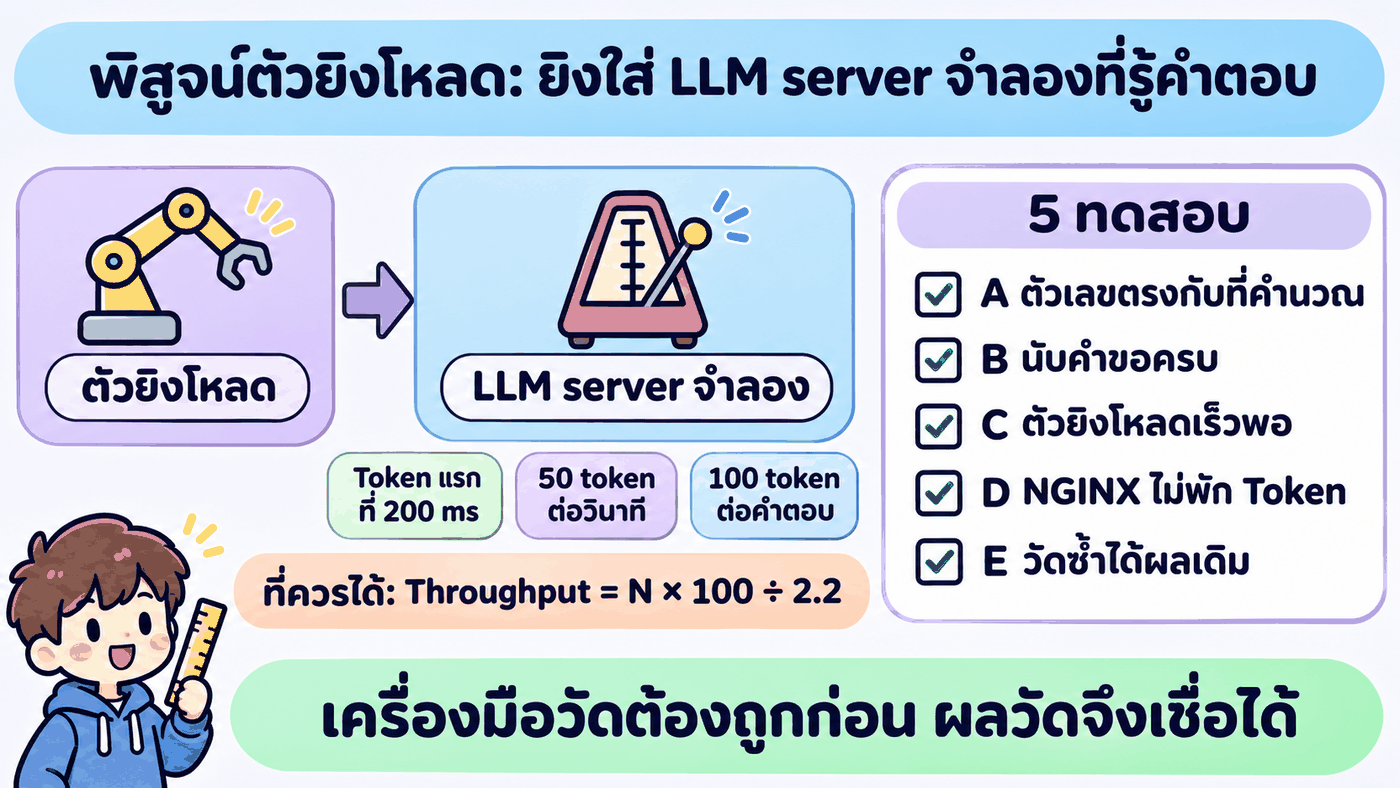 พิสูจน์ตัวยิงโหลด: ยิงใส่ LLM server จำลองที่รู้คำตอบ
ตัวยิงโหลด
LLM server จำลอง
Token แรก
ที่ 200 ms
50 token
ต่อวินาที
100 token
ต่อคำตอบ
ที่ควรได้: Throughput = N × 100 ÷ 2.2
5 ทดสอบ
A ตัวเลขตรงกับที่คำนวณ
B นับคำขอครบ
C ตัวยิงโหลดเร็วพอ
D NGINX ไม่พัก Token
E วัดซ้ำได้ผลเดิม
เครื่องมือวัดต้องถูกก่อน ผลวัดจึงเชื่อได้